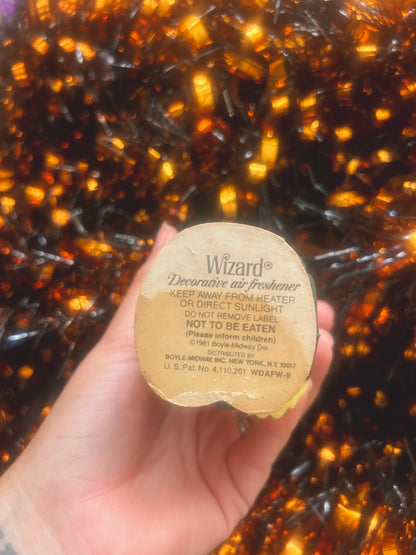 Wizard®
Decorative air freshener
KEEP AWAY FROM HEATER
OR DIRECT SUNLIGHT
DO NOT REMOVE LABEL
NOT TO BE EATEN
(Please inform children)
©1981 Boyle-Midway Div.
DISTRIBUTED BY
BOYLE-MIDWAY INC. NEW YORK, N.Y. 10017
U.S. Pat. No. 4,110,261 WDAFW-9